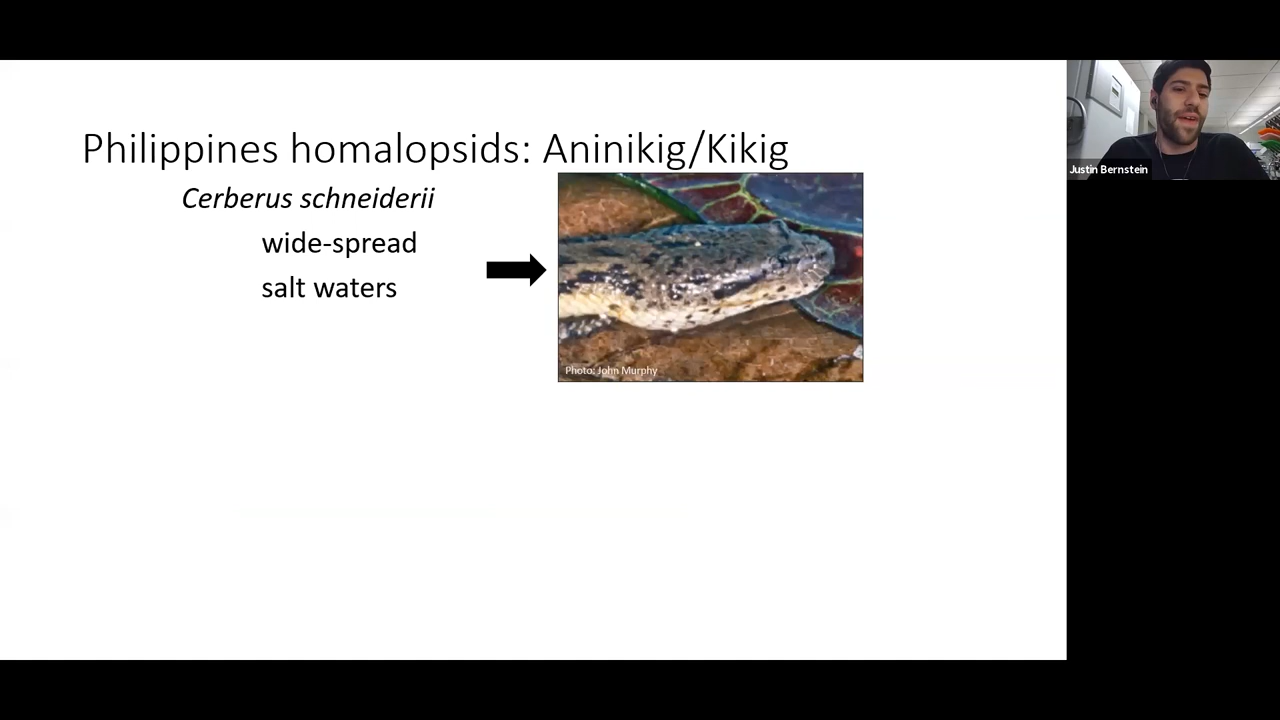 Philippines homalopsids: Aninikig/Kikig
Cerberus schneiderii
wide-spread
salt waters
Photo: John Murphy
Justin Bernstein